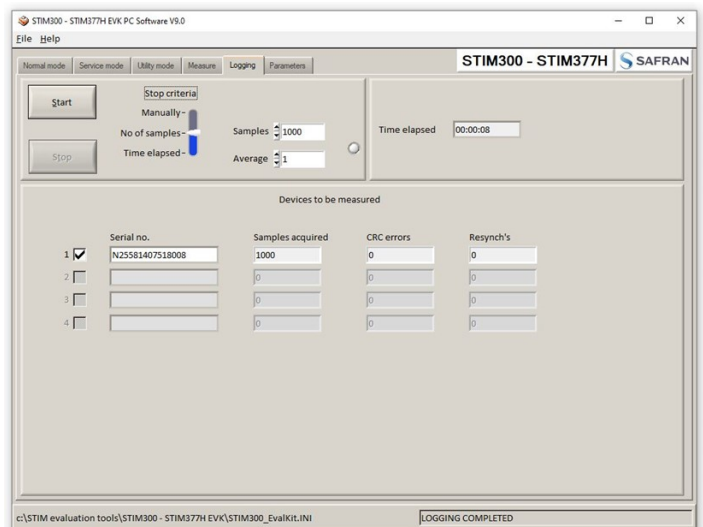 STIM300 - STIM377H EVK PC Software V9.0
File Help
Normal mode Service mode Utility mode Measure Logging Parameters
STIM300 - STIM377H SAFRAN
Start
Stop
Stop criteria
Manually -
No of samples -
Time elapsed -
Samples 1000
Average 1
Time elapsed 00:00:08
Devices to be measured
Serial no. Samples acquired CRC errors Resynch's
1 N25581407518008 1000 0 0
2 0 0 0
3 0 0 0
4 0 0 0
c:\STIM evaluation tools\STIM300 - STIM377H EVK\STIM300_EvalKit.INI LOGGING COMPLETED